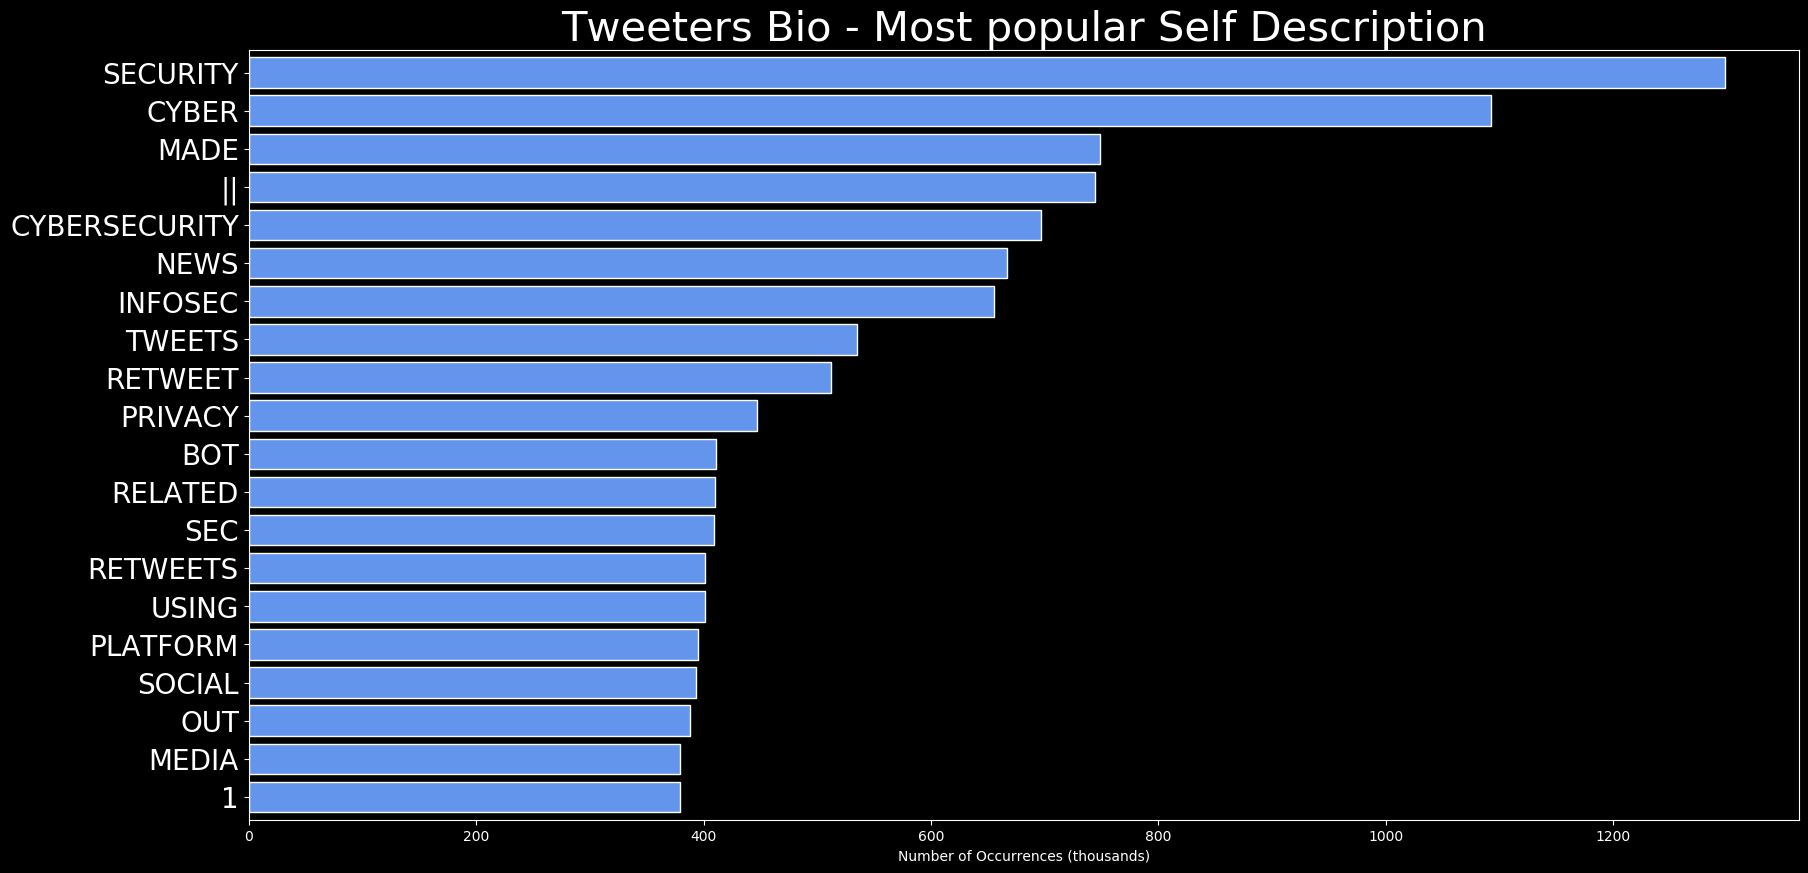 Tweeters Bio - Most popular Self Description
SECURITY
CYBER
MADE
||
CYBERSECURITY
NEWS
INFOSEC
TWEETS
RETWEET
PRIVACY
BOT
RELATED
SEC
RETWEETS
USING
PLATFORM
SOCIAL
OUT
MEDIA
1
0 200 400 600 800 1000 1200
Number of Occurrences (thousands)